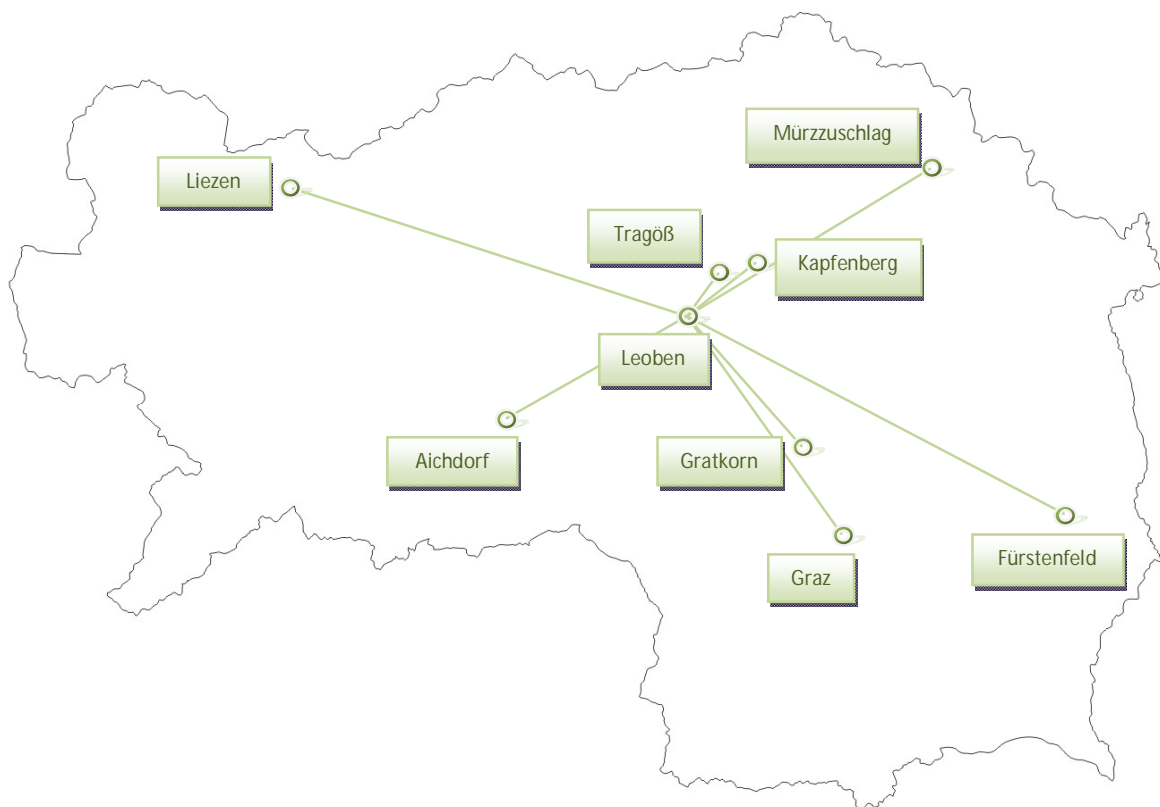 Mürzzuschlag
Liezen
Tragöß
Kapfenberg
Leoben
Aichdorf
Gratkorn
Fürstenfeld
Graz